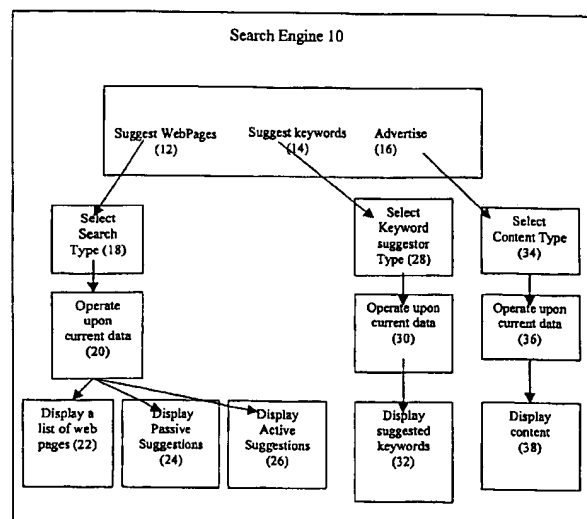 Search Engine 10
Suggest WebPages Suggest keywords Advertise
(12) (14) (16)
Select
Search
Type (18)
Select
Keyword
suggestor
Type (28)
Select
Content Type
(34)
Operate
upon
current data
(20)
Operate upon
current data
(30)
Operate upon
current data
(36)
Display a
list of web
pages (22)
Display
Passive
Suggestions
(24)
Display
Active
Suggestions
(26)
Display
suggested
keywords
(32)
Display
content
(38)